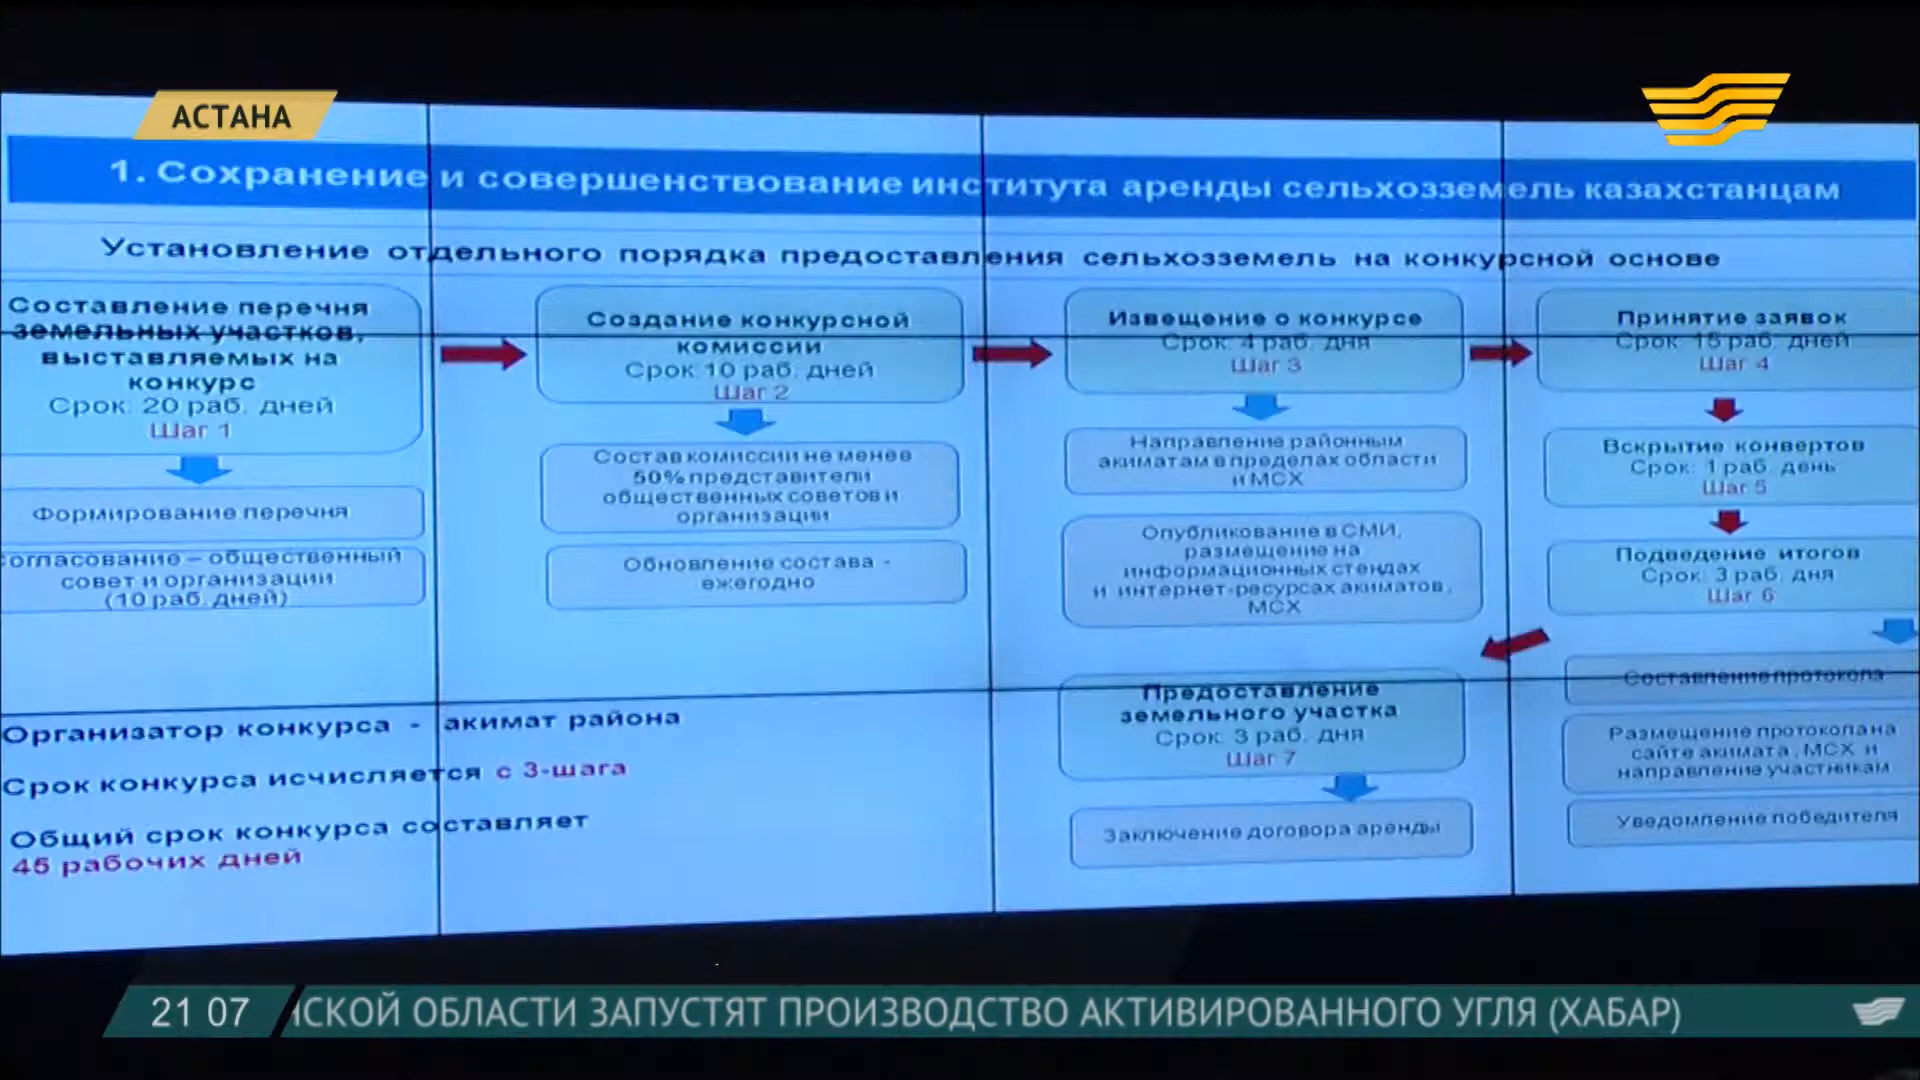 АСТАНА
1. Сохранение и совершенствование института аренды сельхозземель казахстанцам
Установление отдельного порядка предоставления сельхозземель на конкурсной основе
Составление перечня
земельных участков,
выставляемых на
конкурс
Срок: 20 раб. дней
Шаг 1
Формирование перечня
согласование – общественный
совет и организации
(10 раб. дней)
Создание конкурсной
комиссии
Срок 10 раб. дней
Шаг 2
Состав комиссии не менее
50% представители
общественных советов и
организации
Обновление состава -
ежегодно
Извещение о конкурсе
Срок: 4 раб. дня
Шаг 3
Направление районным
акиматам в пределах области
и МСХ
Опубликование в СМИ,
размещение на
информационных стендах
и интернет-ресурсах акиматов,
МСХ
Принятие заявок
Срок: 15 раб. дней
Шаг 4
Вскрытие конвертов
Срок: 1 раб. день
Шаг 5
Подведение итогов
Срок: 3 раб. дня
Шаг 6
Составление протокола
Размещение протокола на
сайте акимата, МСХ и
направление участникам
Уведомление победителя
Предоставление
земельного участка
Срок: 3 раб. дня
Шаг 7
Заключение договора аренды
Организатор конкурса - акимат района
Срок конкурса исчисляется с 3-шага
Общий срок конкурса составляет
45 рабочих дней
21 07
НСКОЙ ОБЛАСТИ ЗАПУСТЯТ ПРОИЗВОДСТВО АКТИВИРОВАННОГО УГЛЯ (ХАБАР)